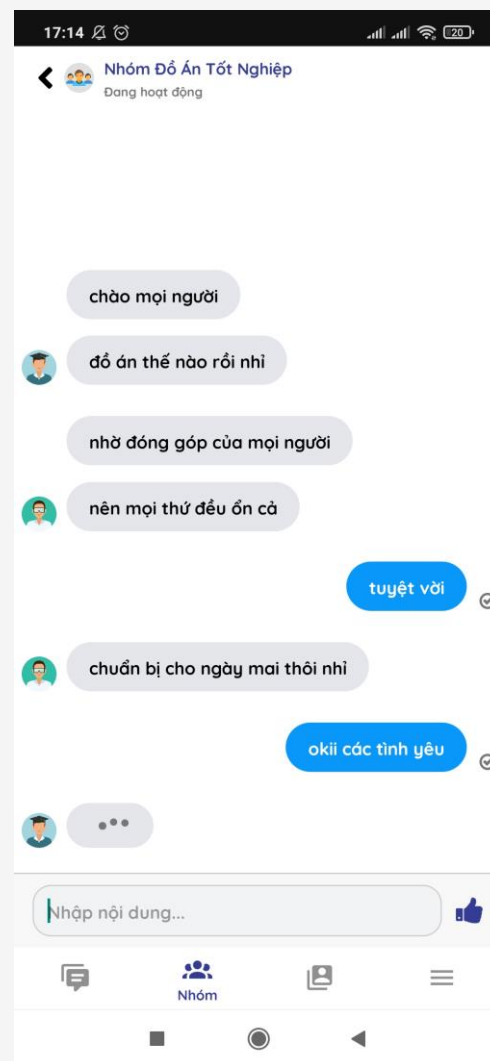 17:14
20
Nhóm Đồ Án Tốt Nghiệp
Đang hoạt động
chào mọi người
đồ án thế nào rồi nhỉ
nhờ đóng góp của mọi người
nên mọi thứ đều ổn cả
tuyệt vời
chuẩn bị cho ngày mai thôi nhỉ
okii các tình yêu
Nhập nội dung...
Nhóm